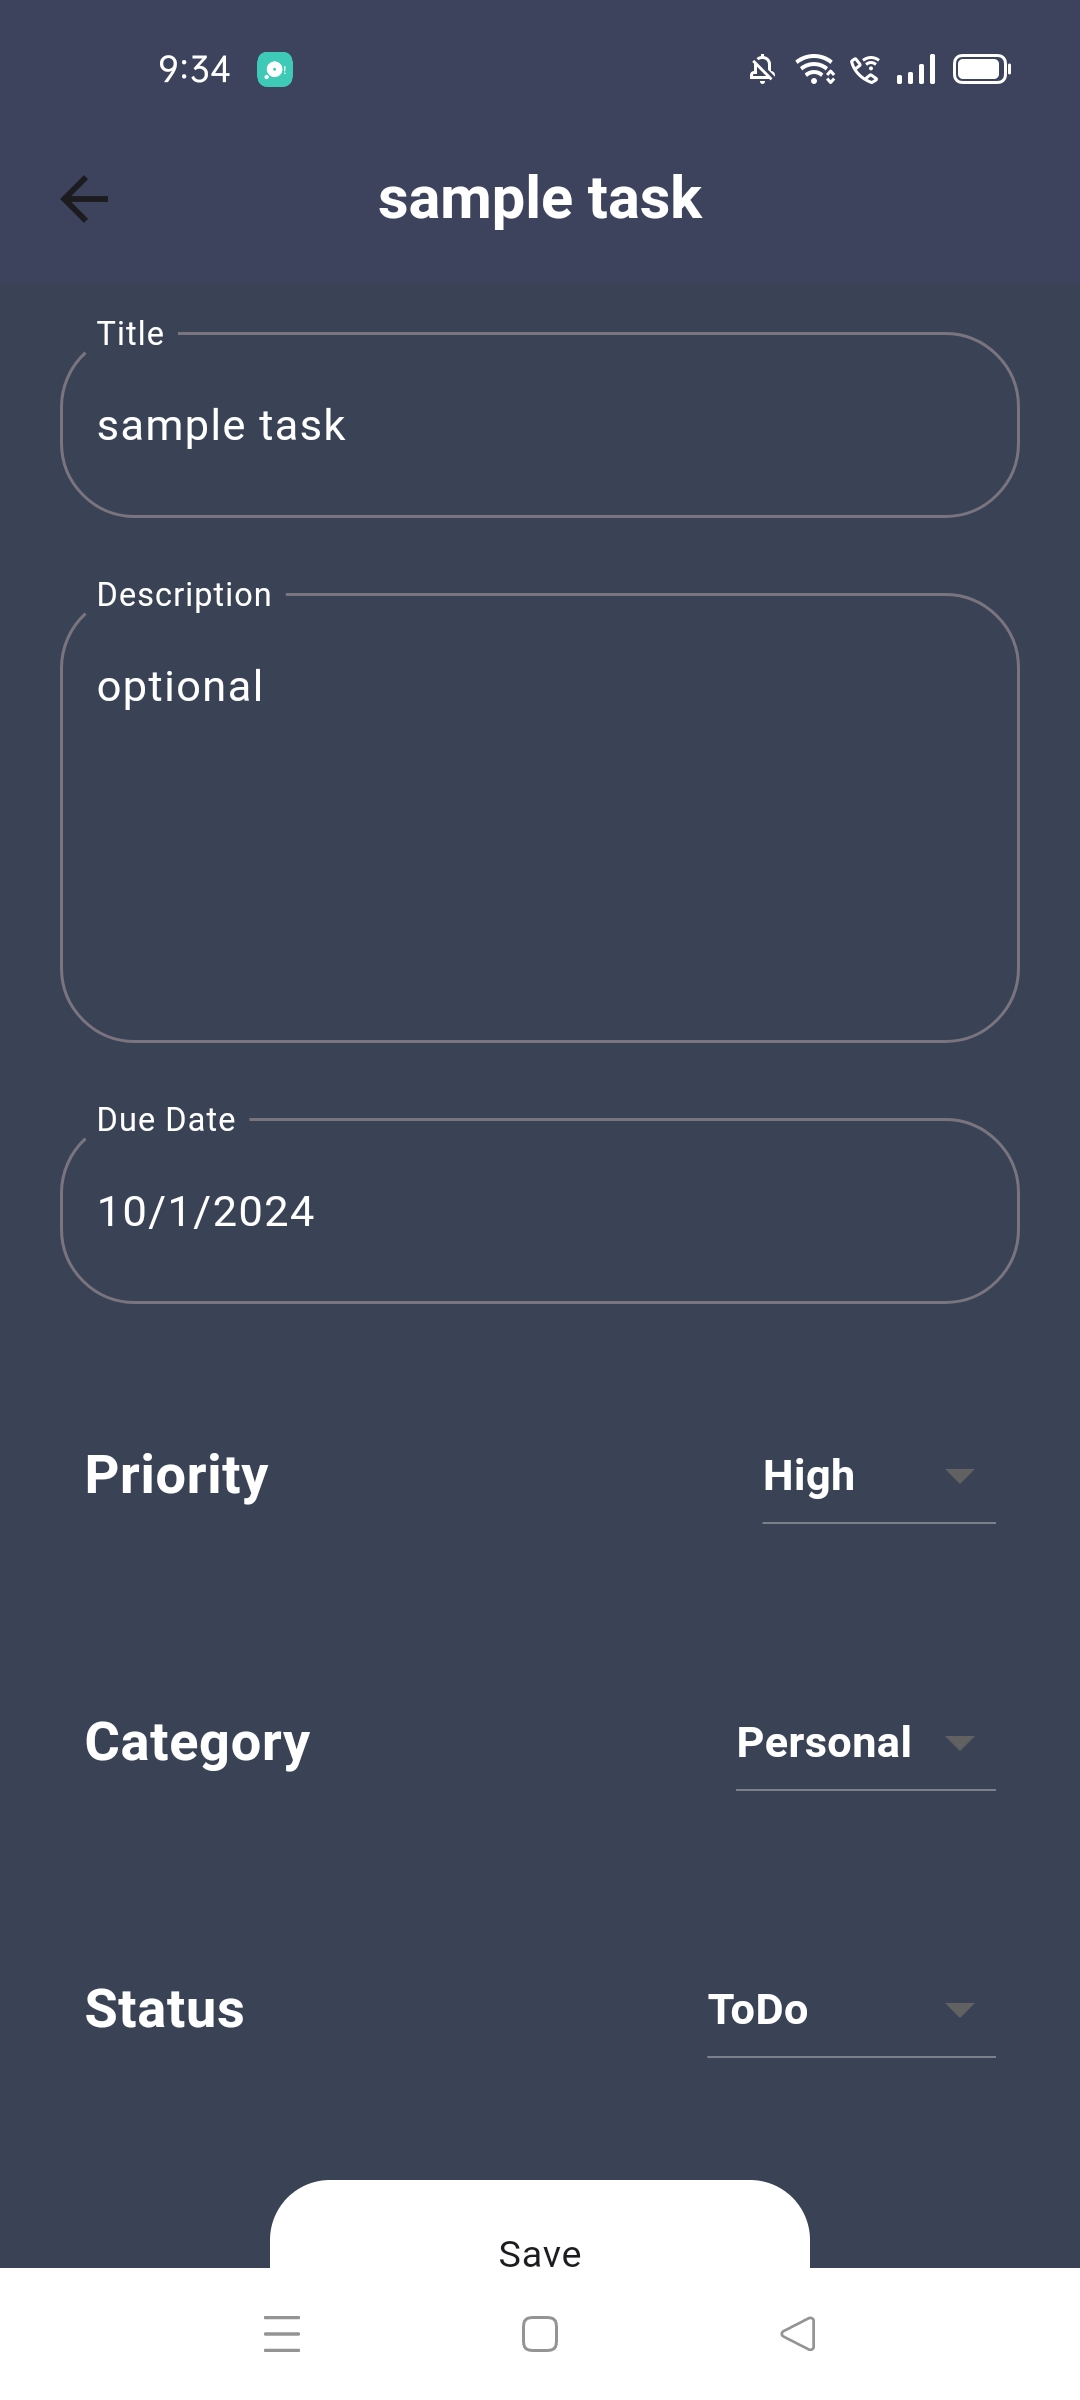 9:34
sample task
Title
sample task
Description
optional
Due Date
10/1/2024
Priority
High
Category
Personal
Status
ToDo
Save